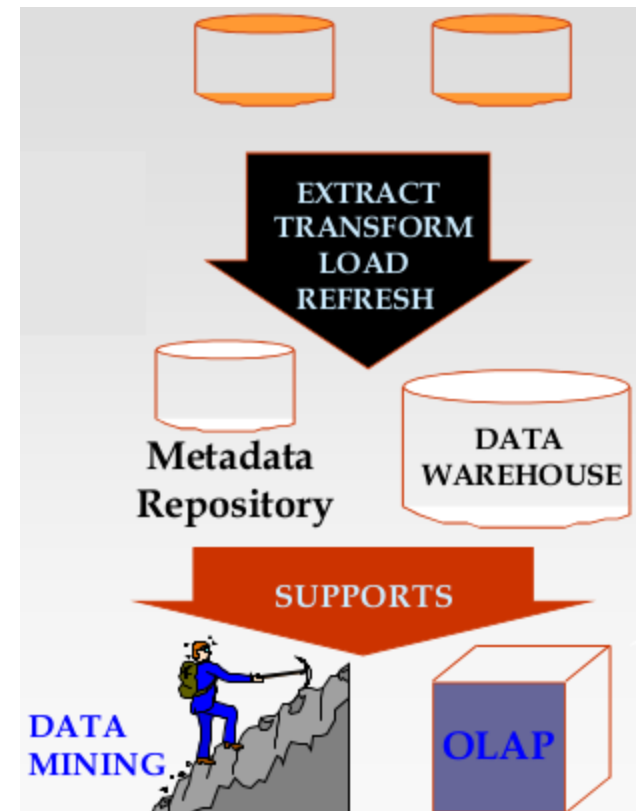 EXTRACT
TRANSFORM
LOAD
REFRESH
Metadata
Repository
DATA
WAREHOUSE
SUPPORTS
DATA
MINING
OLAP